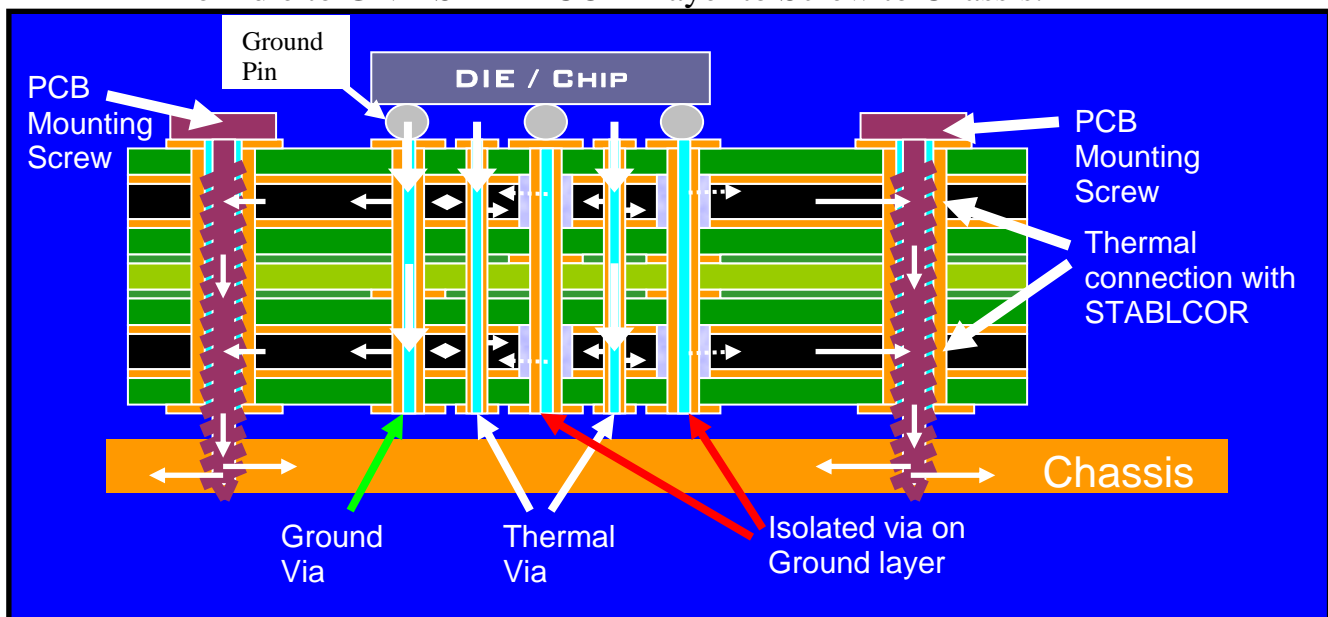 Ground
Pin
DIE / CHIP
PCB
Mounting
Screw
PCB
Mounting
Screw
Thermal
connection with
STABLCOR
Chassis
Ground
Via
Thermal
Via
Isolated via on
Ground layer